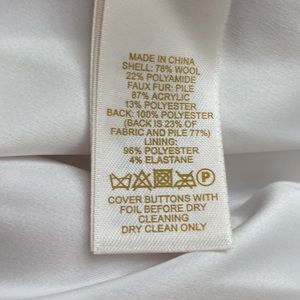 MADE IN CHINA
SHELL: 78% WOOL
22% POLYAMIDE
FAUX FUR: PILE
87% ACRYLIC
13% POLYESTER
BACK: 100% POLYESTER
(BACK IS 23% OF
FABRIC AND PILE 77%)
LINING:
96% POLYESTER
4% ELASTANE
P
COVER BUTTONS WITH
FOIL BEFORE DRY
CLEANING
DRY CLEAN ONLY